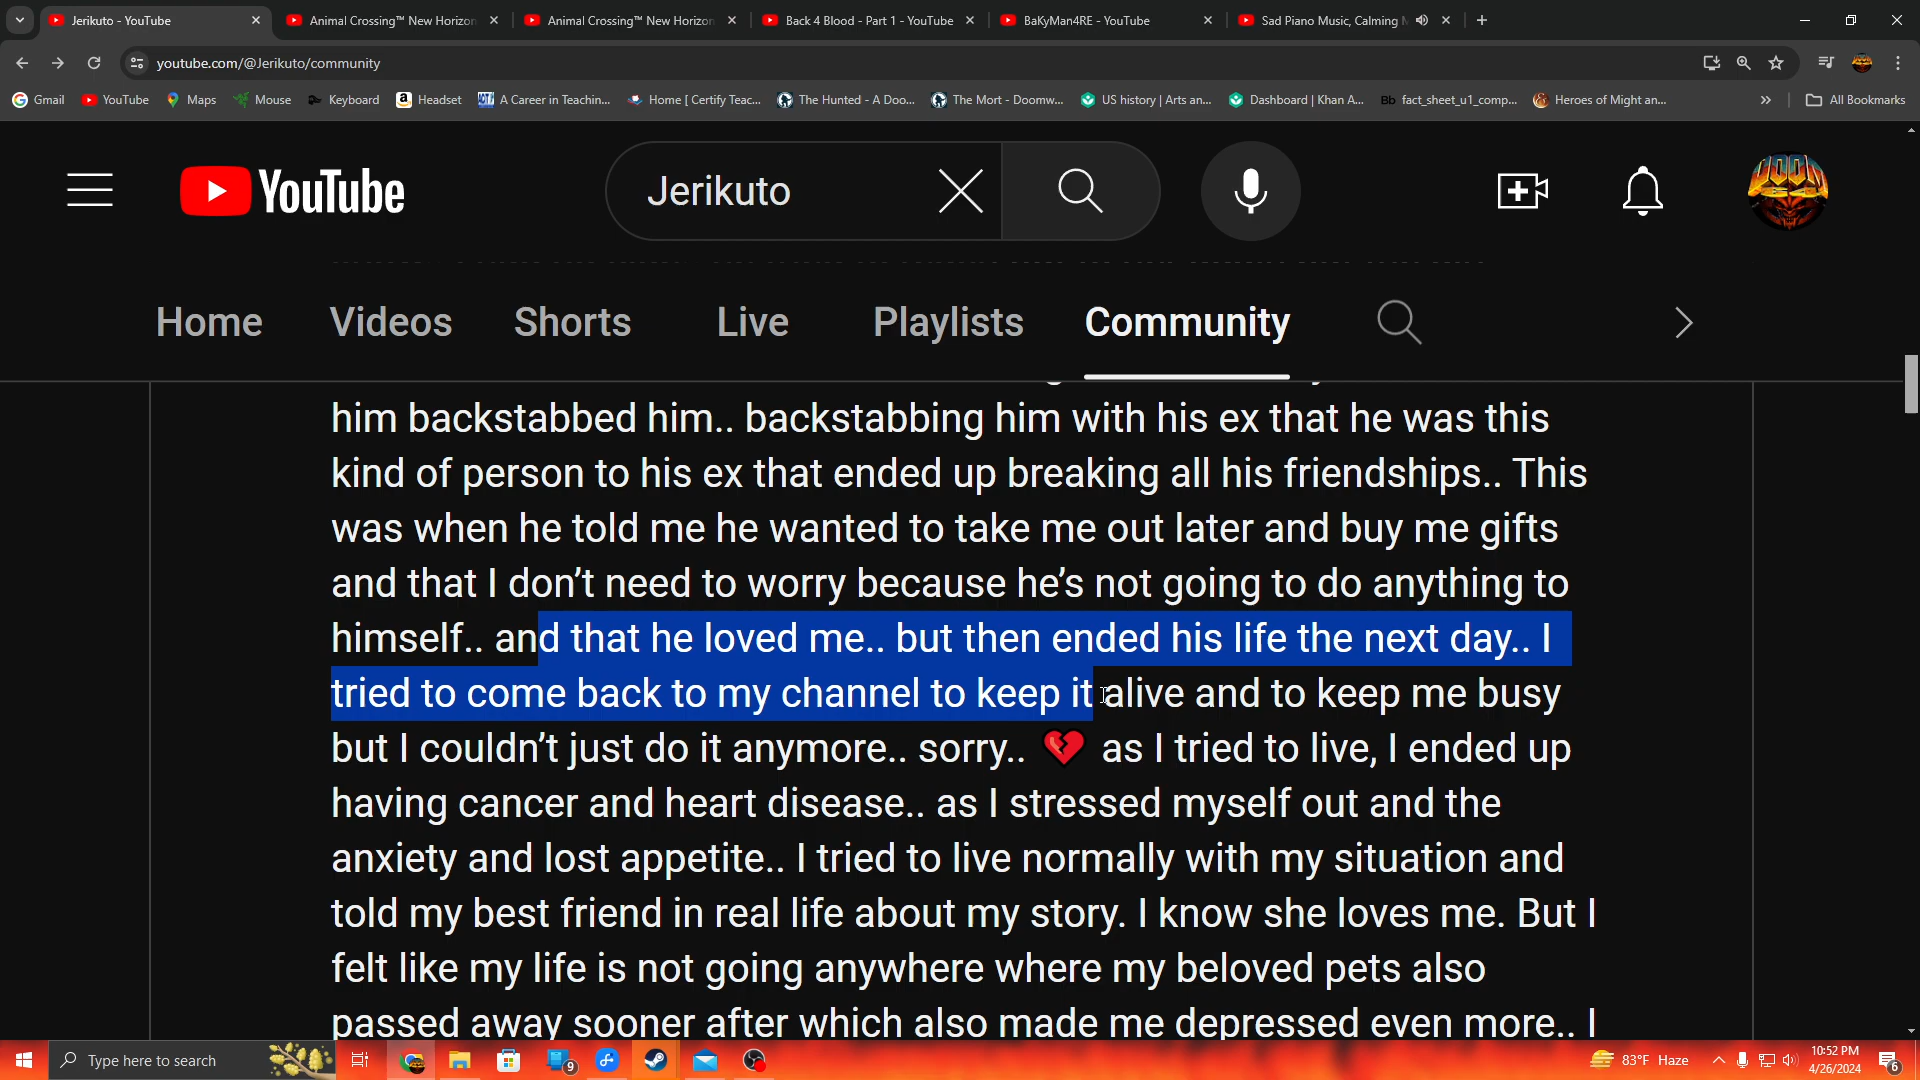 Jerikuto - YouTube
Animal Crossing™ New Horizon
Animal Crossing™ New Horizon
Back 4 Blood - Part 1 - YouTube
BaKyMan4RE - YouTube
Sad Piano Music, Calming
youtube.com/@Jerikuto/community
Gmail
YouTube
Maps
Mouse
Keyboard
Headset
A Career in Teachin...
Home [ Certify Teac...
The Hunted - A Doo...
The Mort - Doomw...
US history | Arts an...
Dashboard | Khan A...
Bb fact_sheet_u1_comp...
Heroes of Might an...
All Bookmarks
YouTube
Jerikuto
DOOM
Home
Videos
Shorts
Live
Playlists
Community
him backstabbed him.. backstabbing him with his ex that he was this
kind of person to his ex that ended up breaking all his friendships.. This
was when he told me he wanted to take me out later and buy me gifts
and that I don't need to worry because he's not going to do anything to
himself.. and that he loved me.. but then ended his life the next day.. I
tried to come back to my channel to keep it alive and to keep me busy
but I couldn't just do it anymore.. sorry.. 💔 as I tried to live, I ended up
having cancer and heart disease.. as I stressed myself out and the
anxiety and lost appetite.. I tried to live normally with my situation and
told my best friend in real life about my story. I know she loves me. But I
felt like my life is not going anywhere where my beloved pets also
passed away sooner after which also made me depressed even more.. I
Type here to search
9
83°F Haze
10:52 PM
4/26/2024
6